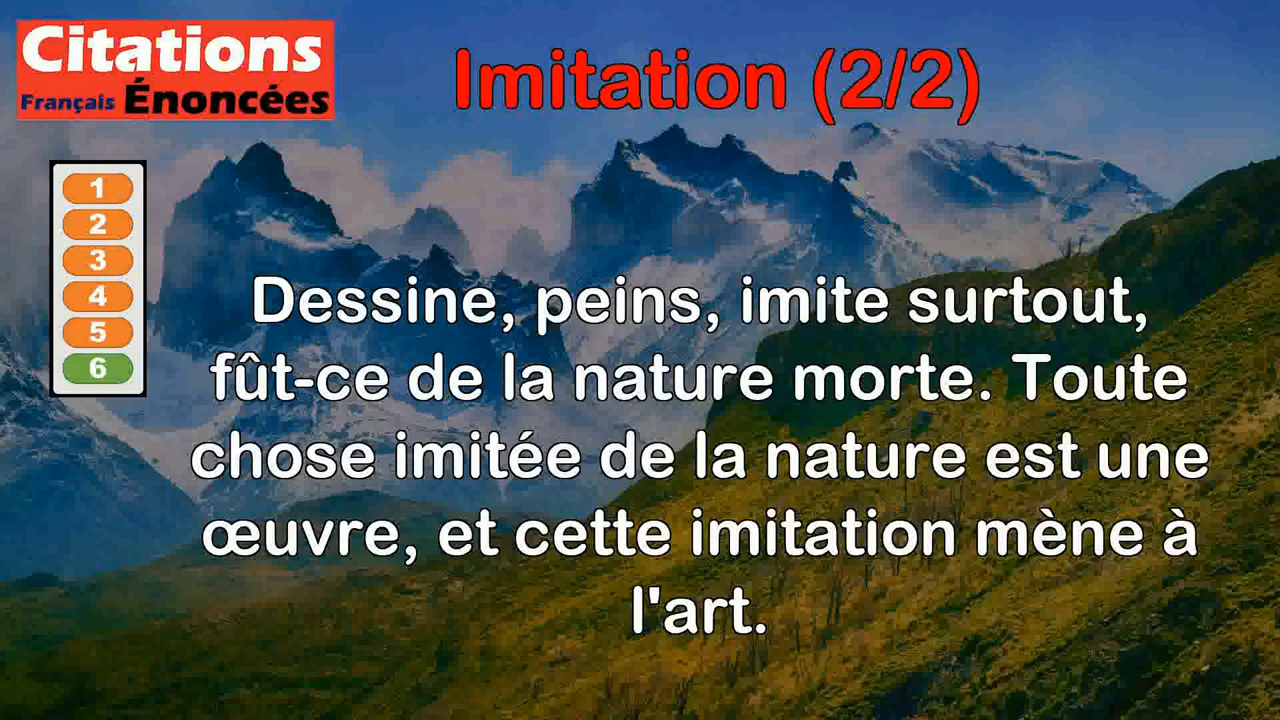 Citations
Français Énoncées
Imitation (2/2)
1
2
3
4
5
6
Dessine, peins, imite surtout,
fût-ce de la nature morte. Toute
chose imitée de la nature est une
œuvre, et cette imitation mène à
l'art.